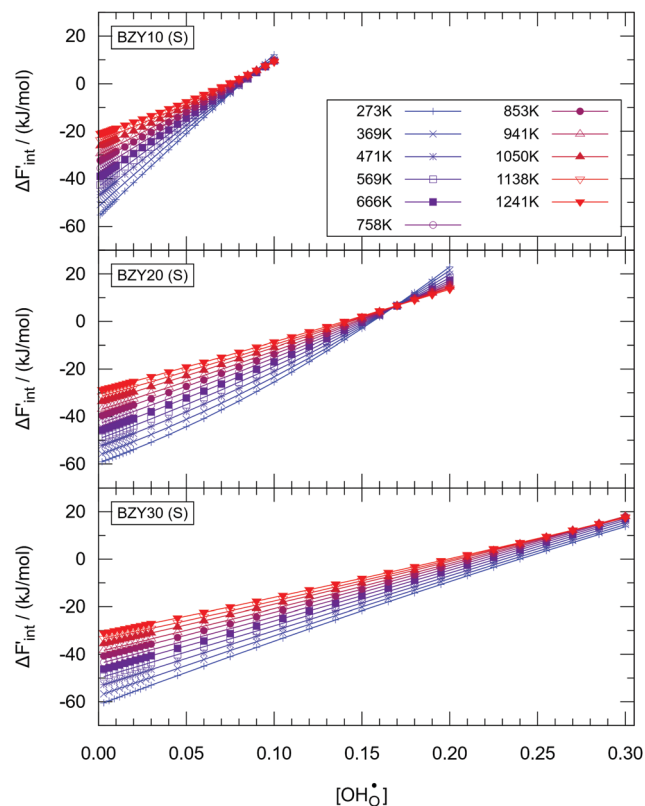 BZY10 (S)
20
0
-20
-40
-60
ΔF'int / (kJ/mol)
273K
369K
471K
569K
666K
758K
853K
941K
1050K
1138K
1241K
BZY20 (S)
20
0
-20
-40
-60
ΔF'int / (kJ/mol)
BZY30 (S)
20
0
-20
-40
-60
ΔF'int / (kJ/mol)
0.00 0.05 0.10 0.15 0.20 0.25 0.30
[OH•O]